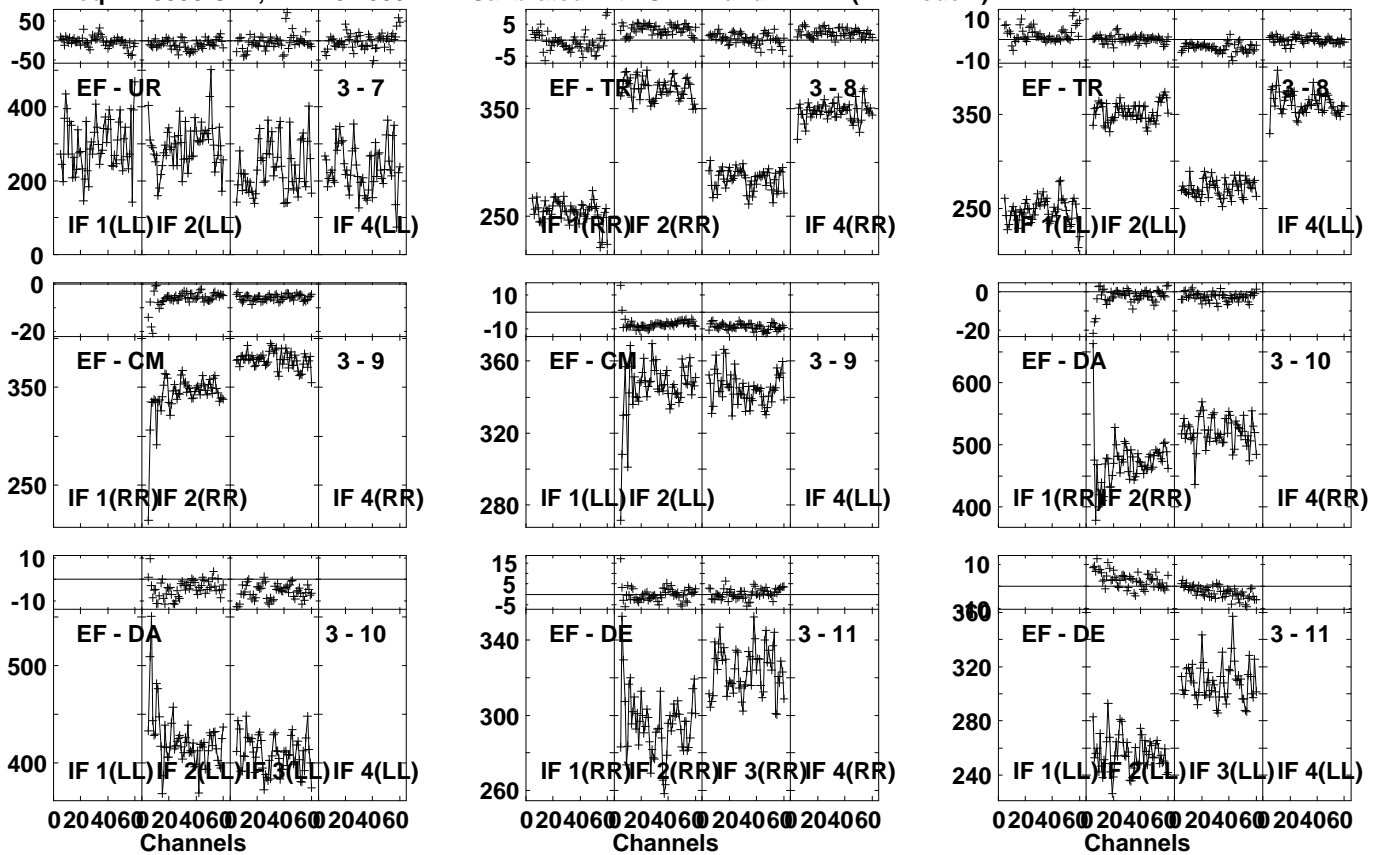 50
0
-50
EF - UR 3 - 7
400
200
0
IF 1(LL) IF 2(LL) IF 4(LL)
5
-5
EF - TR 3 - 8
350
250
IF 1(RR) IF 2(RR) IF 4(RR)
10
0
-10
EF - TR 3 - 8
350
250
IF 1(LL) IF 2(LL) IF 4(LL)
0
-20
EF - CM 3 - 9
350
250
IF 1(RR) IF 2(RR) IF 4(RR)
10
-10
EF - CM 3 - 9
360
320
280
IF 1(LL) IF 2(LL) IF 4(LL)
0
-20
EF - DA 3 - 10
600
500
400
IF 1(RR) IF 2(RR) IF 4(RR)
10
-10
EF - DA 3 - 10
500
400
IF 1(LL) IF 2(LL) IF 3(LL) IF 4(LL)
0204060 0204060 0204060 0204060
Channels
15
5
-5
EF - DE 3 - 11
340
300
260
IF 1(RR) IF 2(RR) IF 3(RR) IF 4(RR)
0204060 0204060 0204060 0204060
Channels
10
-10
360
EF - DE 3 - 11
320
280
240
IF 1(LL) IF 2(LL) IF 3(LL) IF 4(LL)
0204060 0204060 0204060 0204060
Channels